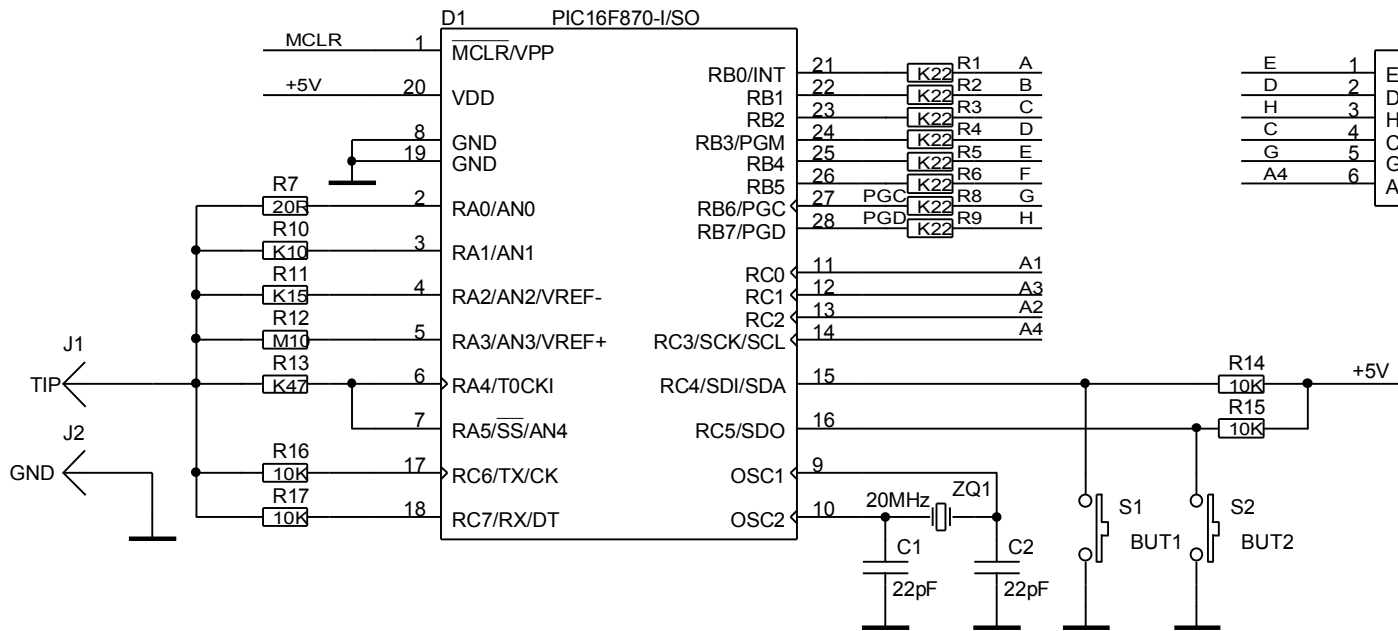 D1 PIC16F870-I/SO
MCLR 1 MCLR/VPP
+5V 20 VDD
8 GND
19 GND
R7
20R 2 RA0/AN0
R10
K10 3 RA1/AN1
R11
K15 4 RA2/AN2/VREF-
R12
M10 5 RA3/AN3/VREF+
J1
TIP
R13
K47 6 RA4/T0CKI
7 RA5/SS/AN4
J2
GND
R16
10K 17 RC6/TX/CK
R17
10K 18 RC7/RX/DT
RB0/INT 21 K22 R1 A
RB1 22 K22 R2 B
RB2 23 K22 R3 C
RB3/PGM 24 K22 R4 D
RB4 25 K22 R5 E
RB5 26 K22 R6 F
RB6/PGC 27 PGC K22 R8 G
RB7/PGD 28 PGD K22 R9 H
RC0 11 A1
RC1 12 A3
RC2 13 A2
RC3/SCK/SCL 14 A4
RC4/SDI/SDA 15 R14
10K +5V
RC5/SDO 16 R15
10K
OSC1 9
OSC2 10 20MHz ZQ1
C1
22pF
C2
22pF
S1
BUT1
S2
BUT2
E 1 E
D 2 D
H 3 H
C 4 C
G 5 G
A4 6 A